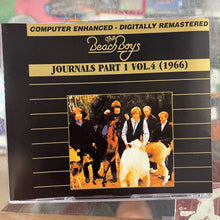 COMPUTER ENHANCED - DIGITALLY REMASTERED
the
Beach Boys
JOURNALS PART 1 VOL.4 (1966)